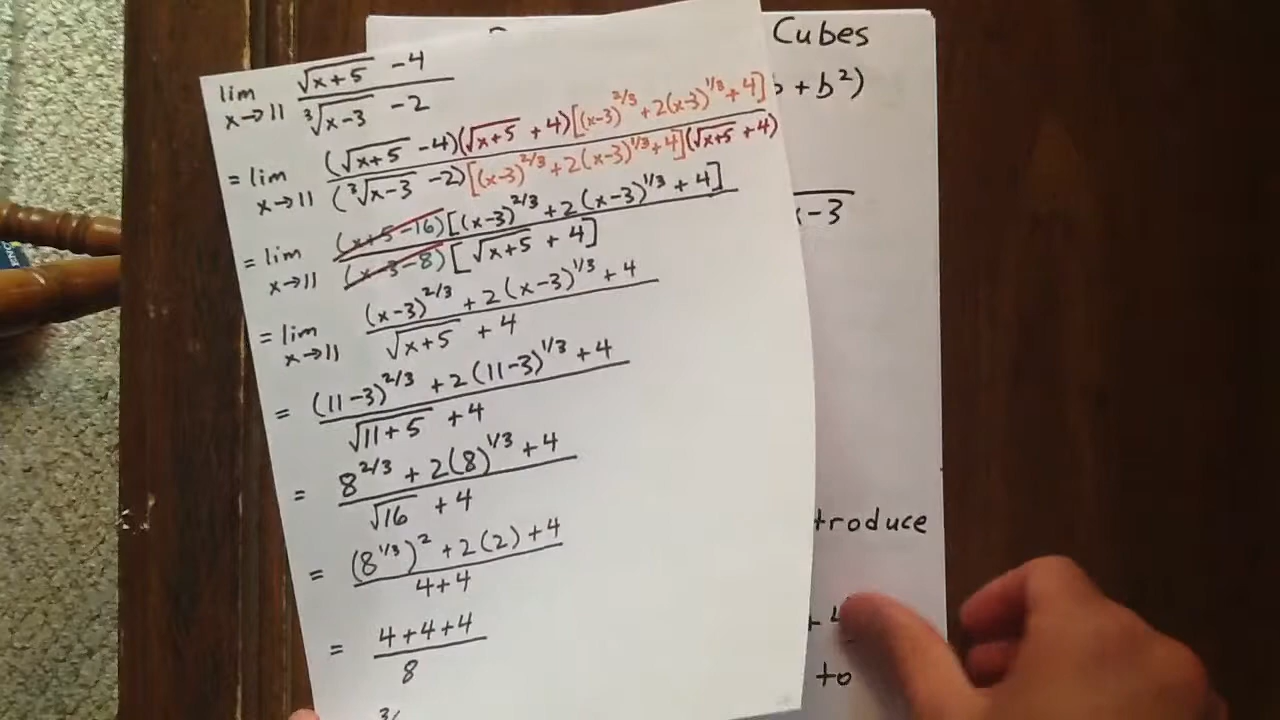 Cubes
b + b²)
x-3
troduce
+ 4
to
lim x→11 (√(x+5) - 4)/(∛(x-3) - 2)
= lim x→11 (√(x+5) - 4)(√(x+5) + 4)[(x-3)^2/3 + 2(x-3)^1/3 + 4]/(∛(x-3) - 2)[(x-3)^2/3 + 2(x-3)^1/3 + 4](√(x+5) + 4)
= lim x→11 (x+5-16)[(x-3)^2/3 + 2(x-3)^1/3 + 4]/(x-3-8)[√(x+5) + 4]
= lim x→11 ((x-3)^2/3 + 2(x-3)^1/3 + 4)/(√(x+5) + 4)
= ((11-3)^2/3 + 2(11-3)^1/3 + 4)/(√(11+5) + 4)
= (8^2/3 + 2(8)^1/3 + 4)/(√16 + 4)
= ((8^1/3)² + 2(2) + 4)/(4+4)
= (4+4+4)/8